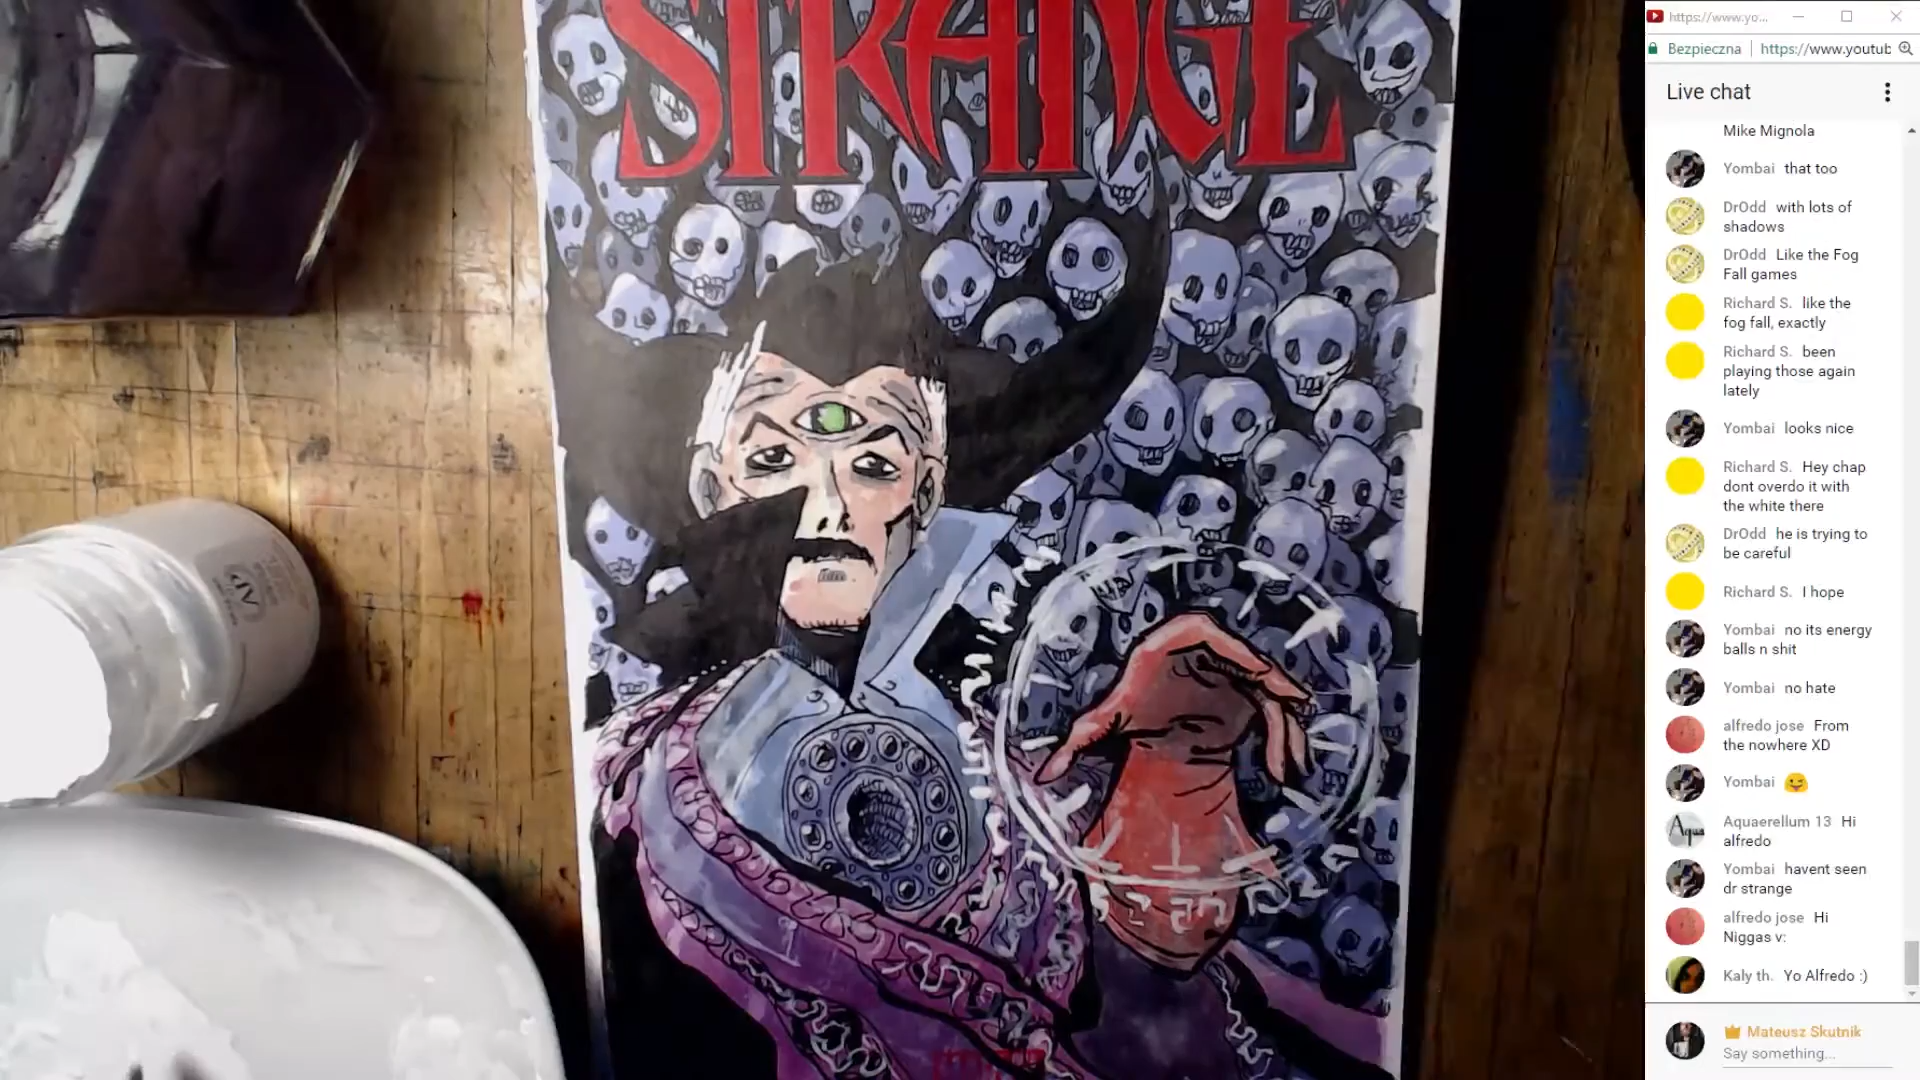 STRANGE
https://www.yo...
Bezpieczna
https://www.youtub
Live chat
Mike Mignola
Yombai that too
DrOdd with lots of
shadows
DrOdd Like the Fog
Fall games
Richard S. like the
fog fall, exactly
Richard S. been
playing those again
lately
Yombai looks nice
Richard S. Hey chap
dont overdo it with
the white there
DrOdd he is trying to
be careful
Richard S. I hope
Yombai no its energy
balls n shit
Yombai no hate
alfredo jose From
the nowhere XD
Yombai 😜
Aqua
Aquaerellum 13 Hi
alfredo
Yombai havent seen
dr strange
alfredo jose Hi
Niggas v:
Kaly th. Yo Alfredo :)
Mateusz Skutnik
Say something...